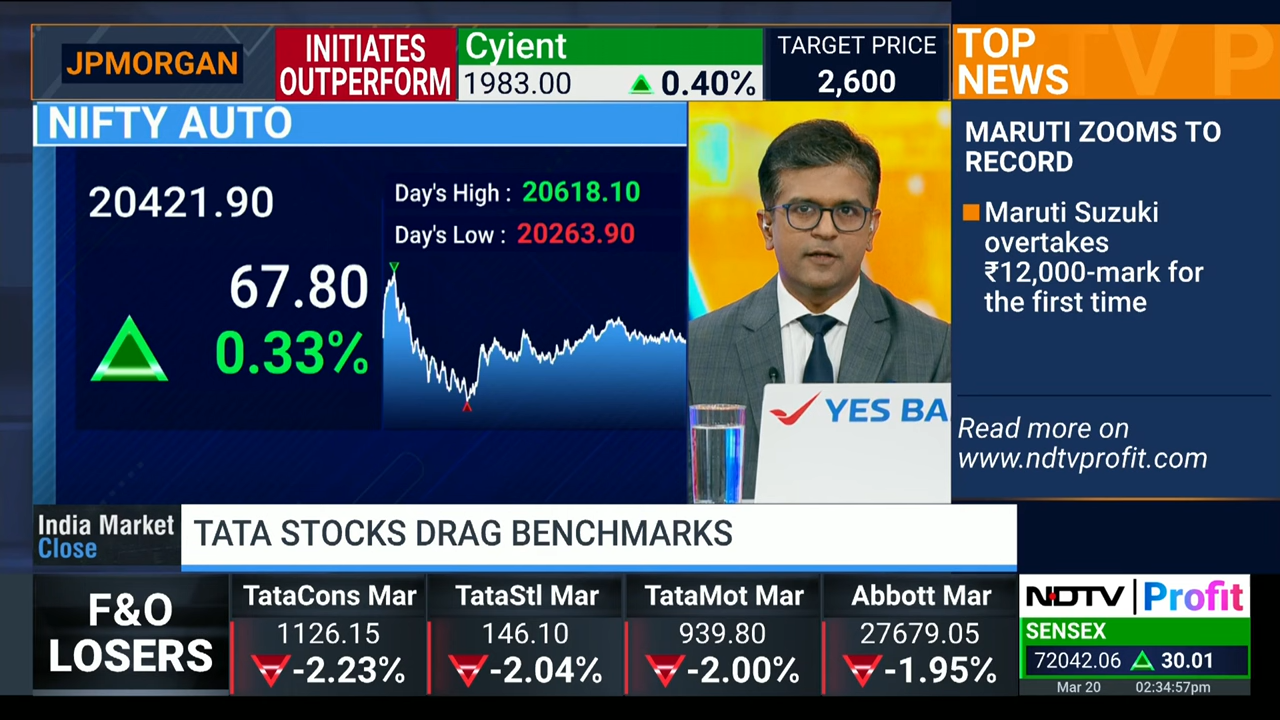 JPMORGAN
INITIATES
OUTPERFORM
Cyient
1983.00 0.40%
TARGET PRICE
2,600
TOP
NEWS
NIFTY AUTO
20421.90
67.80
0.33%
Day's High : 20618.10
Day's Low : 20263.90
YES BA
MARUTI ZOOMS TO
RECORD
Maruti Suzuki
overtakes
₹12,000-mark for
the first time
Read more on
www.ndtvprofit.com
India Market
Close
TATA STOCKS DRAG BENCHMARKS
F&O
LOSERS
TataCons Mar
1126.15
-2.23%
TataStl Mar
146.10
-2.04%
TataMot Mar
939.80
-2.00%
Abbott Mar
27679.05
-1.95%
NDTV Profit
SENSEX
72042.06 30.01
Mar 20 02:34:57pm